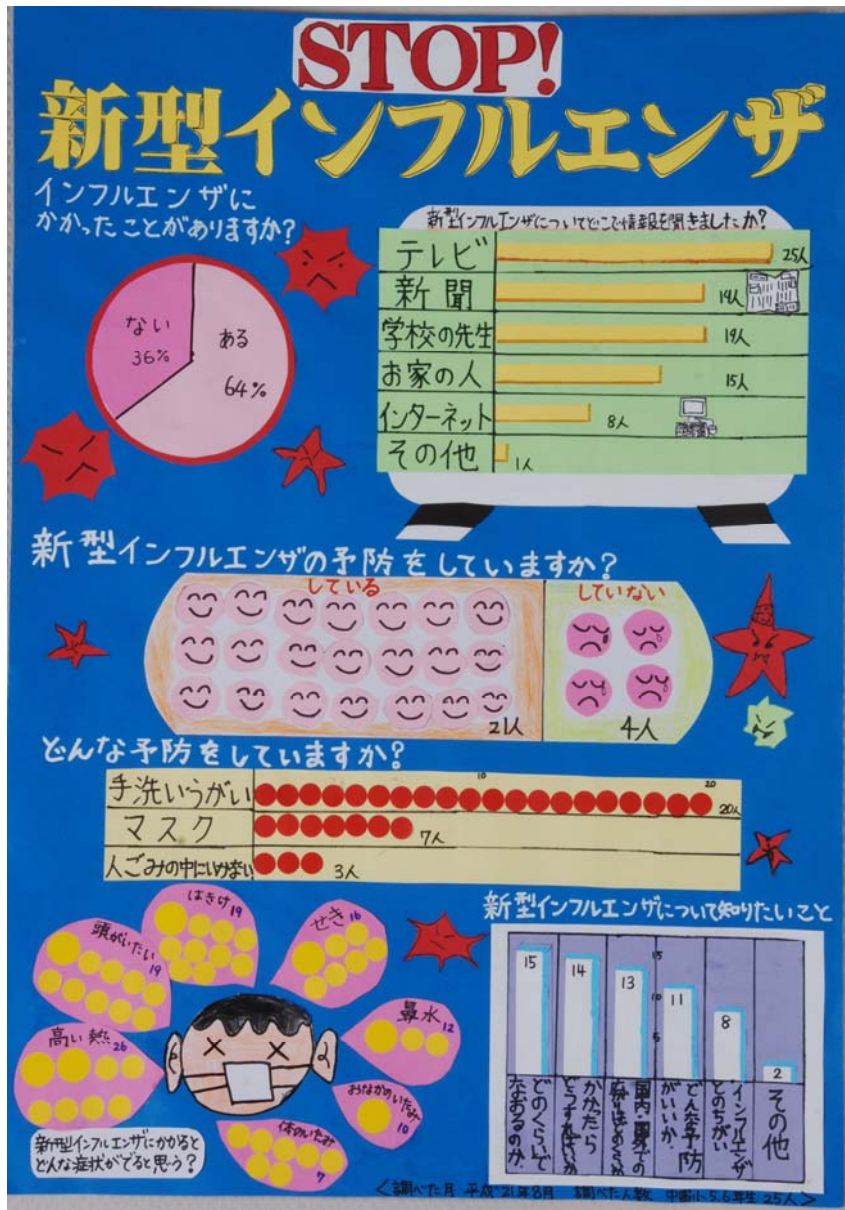 STOP!
新型インフルエンザ
インフルエンザに
かかったことがありますか?
ない
36%
ある
64%
新型インフルエンザについてどこで情報を聞きましたか?
テレビ
25人
新聞
19人
学校の先生
19人
お家の人
15人
インターネット
8人
その他
1人
新型インフルエンザの予防をしていますか?
している
21人
していない
4人
どんな予防をしていますか?
10
20
手洗いうがい
20人
マスク
7人
人ごみの中にいかない
3人
はきけ 19
せき 16
頭がいたい
19
鼻水
12
高い熱
26
おなかのいたみ
10
体のいたみ
7
新型インフルエンザにかかると
どんな症状がでると思う?
新型インフルエンザについて知りたいこと
15
10
5
15
14
13
11
8
2
どのくらいで
なおるのか、
かかったら
どうすればいいか
国内、国外での
どんな予防
がいいか、
インフルエンザ
とのちがい
その他
<調べた月 平成21年8月 調べた人数 小5.6年生 25人>